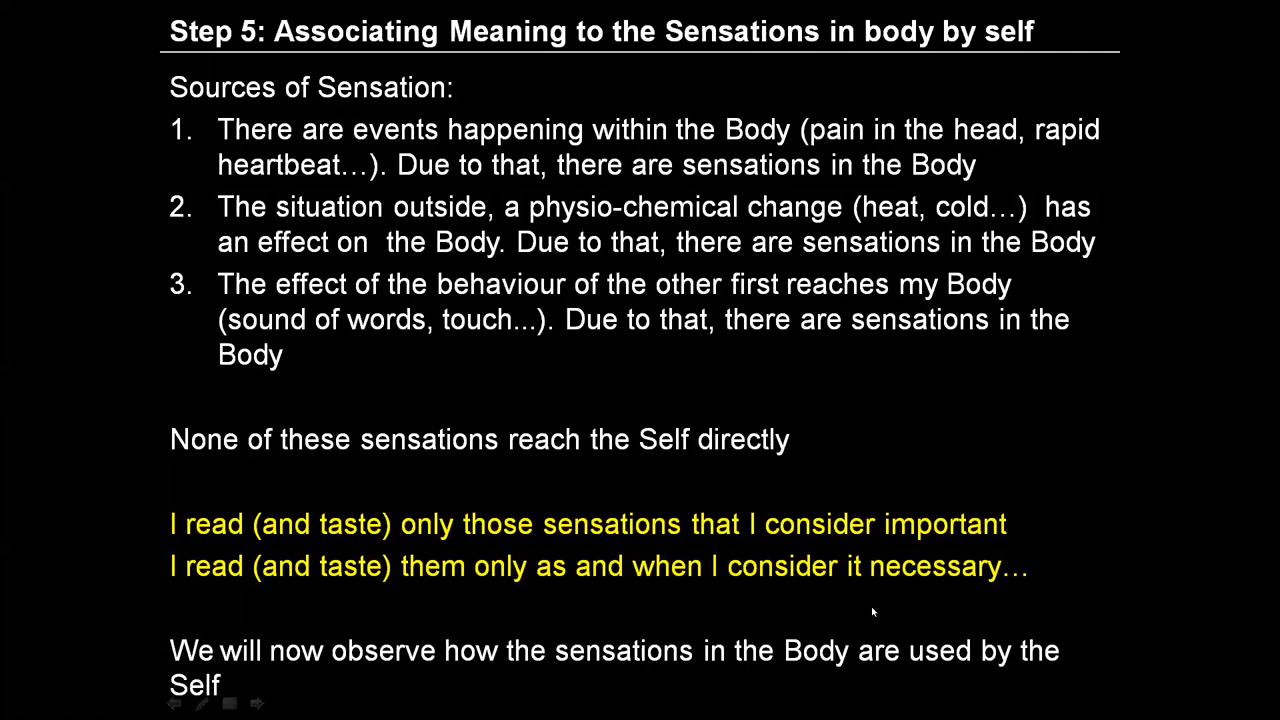 Step 5: Associating Meaning to the Sensations in body by self
Sources of Sensation:
1. There are events happening within the Body (pain in the head, rapid
heartbeat…). Due to that, there are sensations in the Body
2. The situation outside, a physio-chemical change (heat, cold…) has
an effect on the Body. Due to that, there are sensations in the Body
3. The effect of the behaviour of the other first reaches my Body
(sound of words, touch...). Due to that, there are sensations in the
Body
None of these sensations reach the Self directly
I read (and taste) only those sensations that I consider important
I read (and taste) them only as and when I consider it necessary…
We will now observe how the sensations in the Body are used by the
Self